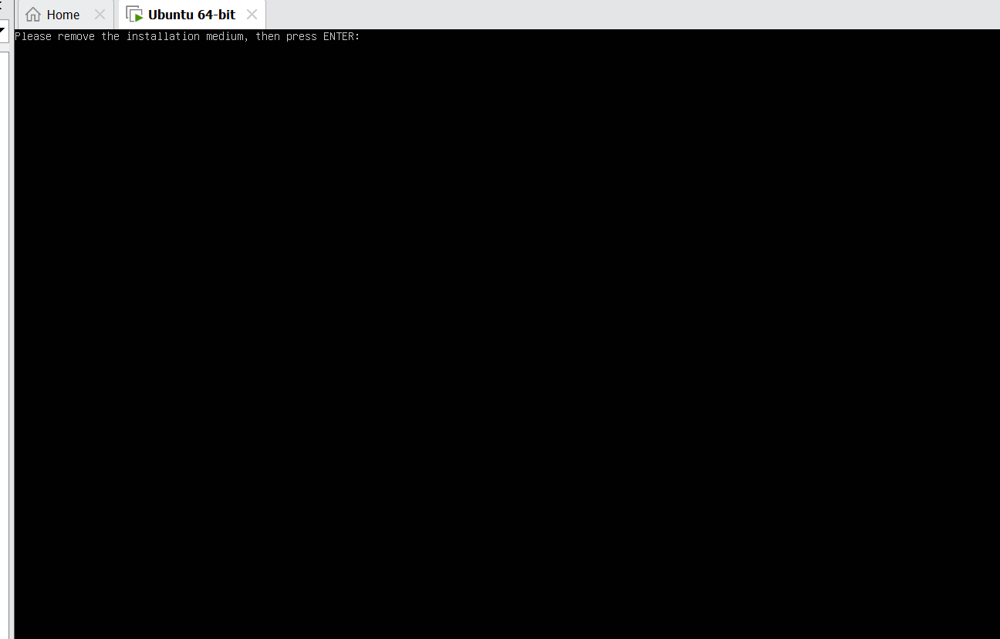 Home
Ubuntu 64-bit
Please remove the installation medium, then press ENTER: